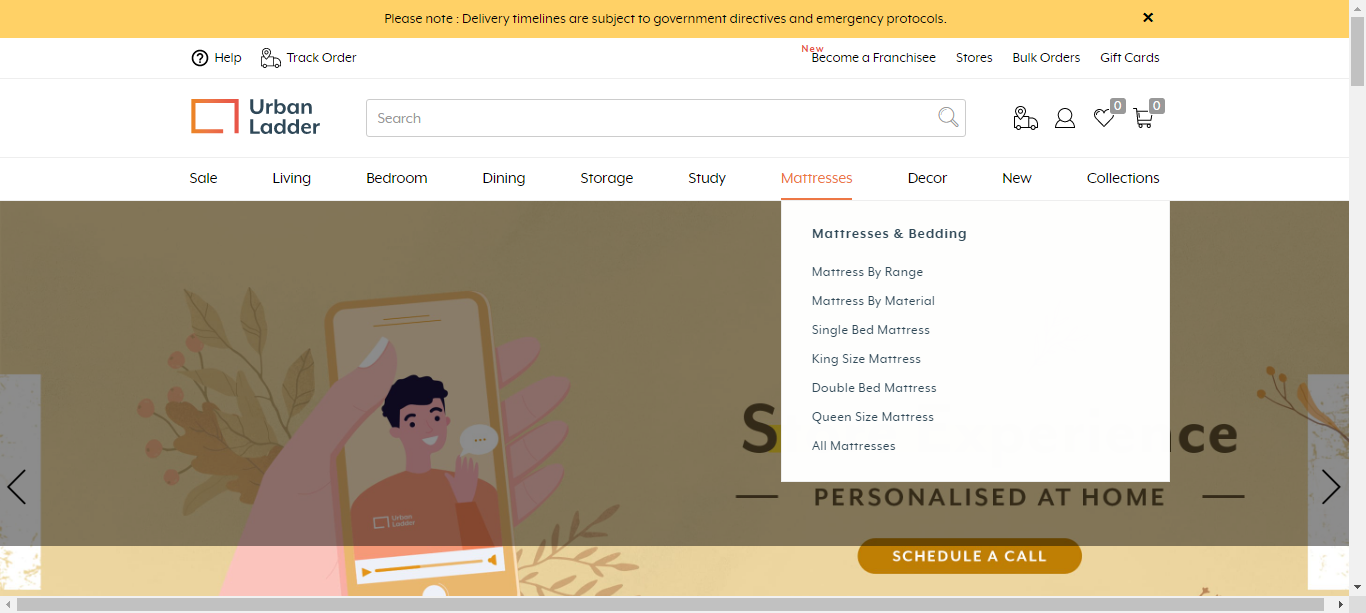 Please note : Delivery timelines are subject to government directives and emergency protocols.
Help
Track Order
New
Become a Franchisee
Stores
Bulk Orders
Gift Cards
Urban
Ladder
Search
0
0
Sale
Living
Bedroom
Dining
Storage
Study
Mattresses
Decor
New
Collections
Mattresses & Bedding
Mattress By Range
Mattress By Material
Single Bed Mattress
King Size Mattress
Double Bed Mattress
Queen Size Mattress
All Mattresses
PERSONALISED AT HOME
SCHEDULE A CALL
Urban
Ladder